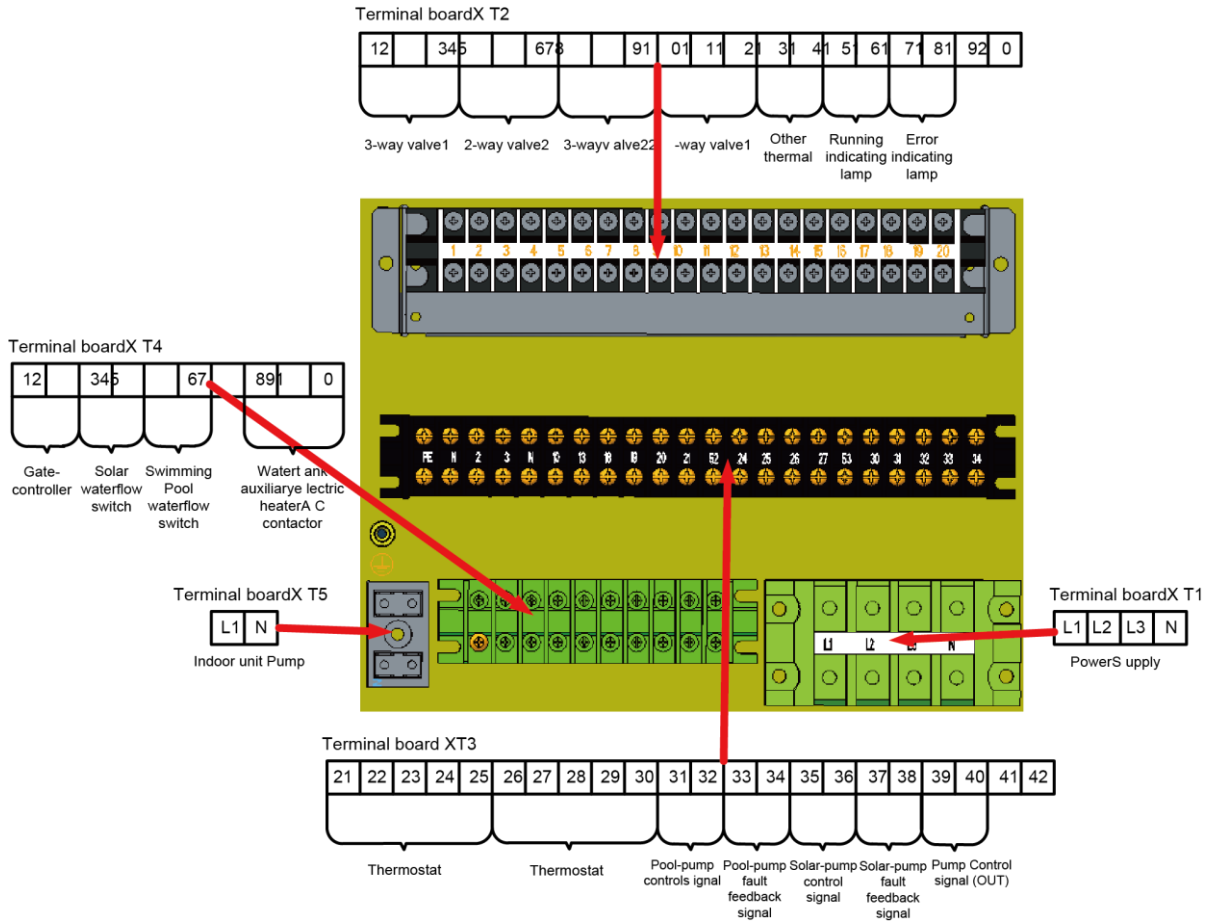 Terminal boardX T2
12 345 678 91 01 11 21 31 41 51 61 71 81 92 0
3-way valve1 2-way valve2 3-wayv alve22 -way valve1 Other thermal Running indicating lamp Error indicating lamp
1 2 3 4 5 6 7 8 10 11 12 13 14 15 16 17 18 19 20
Terminal boardX T4
12 345 67 891 0
Gate-controller Solar waterflow switch Swimming Pool waterflow switch Watert ank auxiliarye lectric heaterA C contactor
PE N 2 3 N 10 13 18 19 20 21 52 24 25 26 27 53 30 31 32 33 34
Terminal boardX T5
L1 N
Indoor unit Pump
L1 L2 L3 N
Terminal boardX T1
L1 L2 L3 N
PowerS upply
Terminal board XT3
21 22 23 24 25 26 27 28 29 30 31 32 33 34 35 36 37 38 39 40 41 42
Thermostat Thermostat Pool-pump controls ignal Pool-pump fault feedback signal Solar-pump control signal Solar-pump fault feedback signal Pump Control signal (OUT)